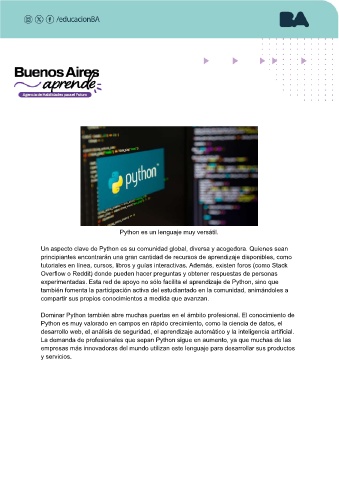 /educacionBA
BA
Buenos Aires
aprende
Agencia de Habilidades para el Futuro
python
Python es un lenguaje muy versátil.
Un aspecto clave de Python es su comunidad global, diversa y acogedora. Quienes sean
principiantes encontrarán una gran cantidad de recursos de aprendizaje disponibles, como
tutoriales en línea, cursos, libros y guías interactivas. Además, existen foros (como Stack
Overflow o Reddit) donde pueden hacer preguntas y obtener respuestas de personas
experimentadas. Esta red de apoyo no sólo facilita el aprendizaje de Python, sino que
también fomenta la participación activa del estudiantado en la comunidad, animándoles a
compartir sus propios conocimientos a medida que avanzan.
Dominar Python también abre muchas puertas en el ámbito profesional. El conocimiento de
Python es muy valorado en campos en rápido crecimiento, como la ciencia de datos, el
desarrollo web, el análisis de seguridad, el aprendizaje automático y la inteligencia artificial.
La demanda de profesionales que sepan Python sigue en aumento, ya que muchas de las
empresas más innovadoras del mundo utilizan este lenguaje para desarrollar sus productos
y servicios.